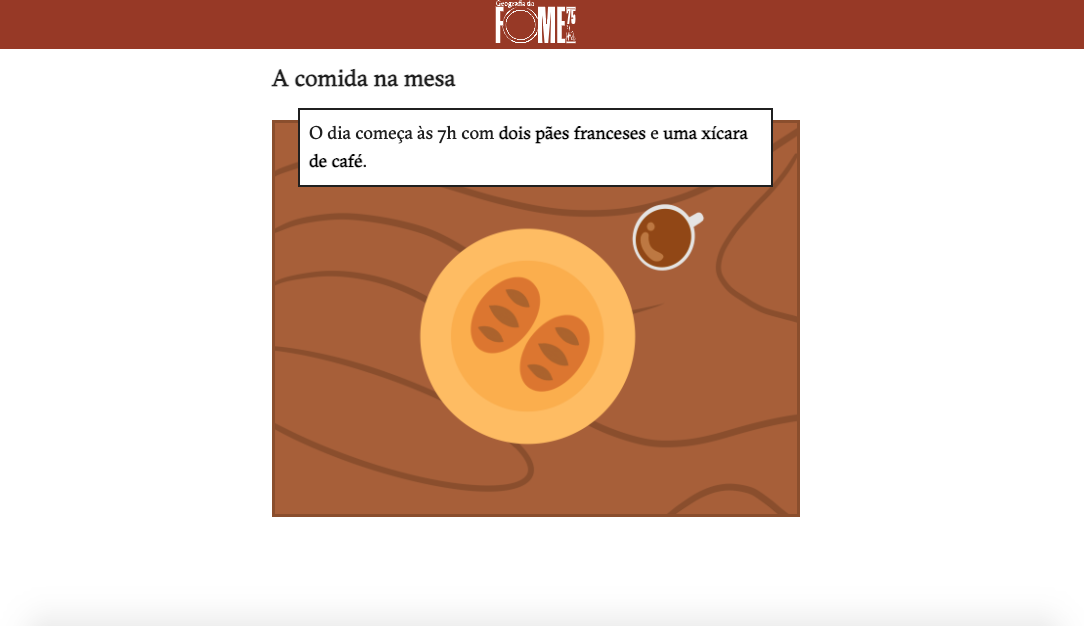 Geografia da
FOME 75
A comida na mesa
O dia começa às 7h com dois pães franceses e uma xícara
de café.